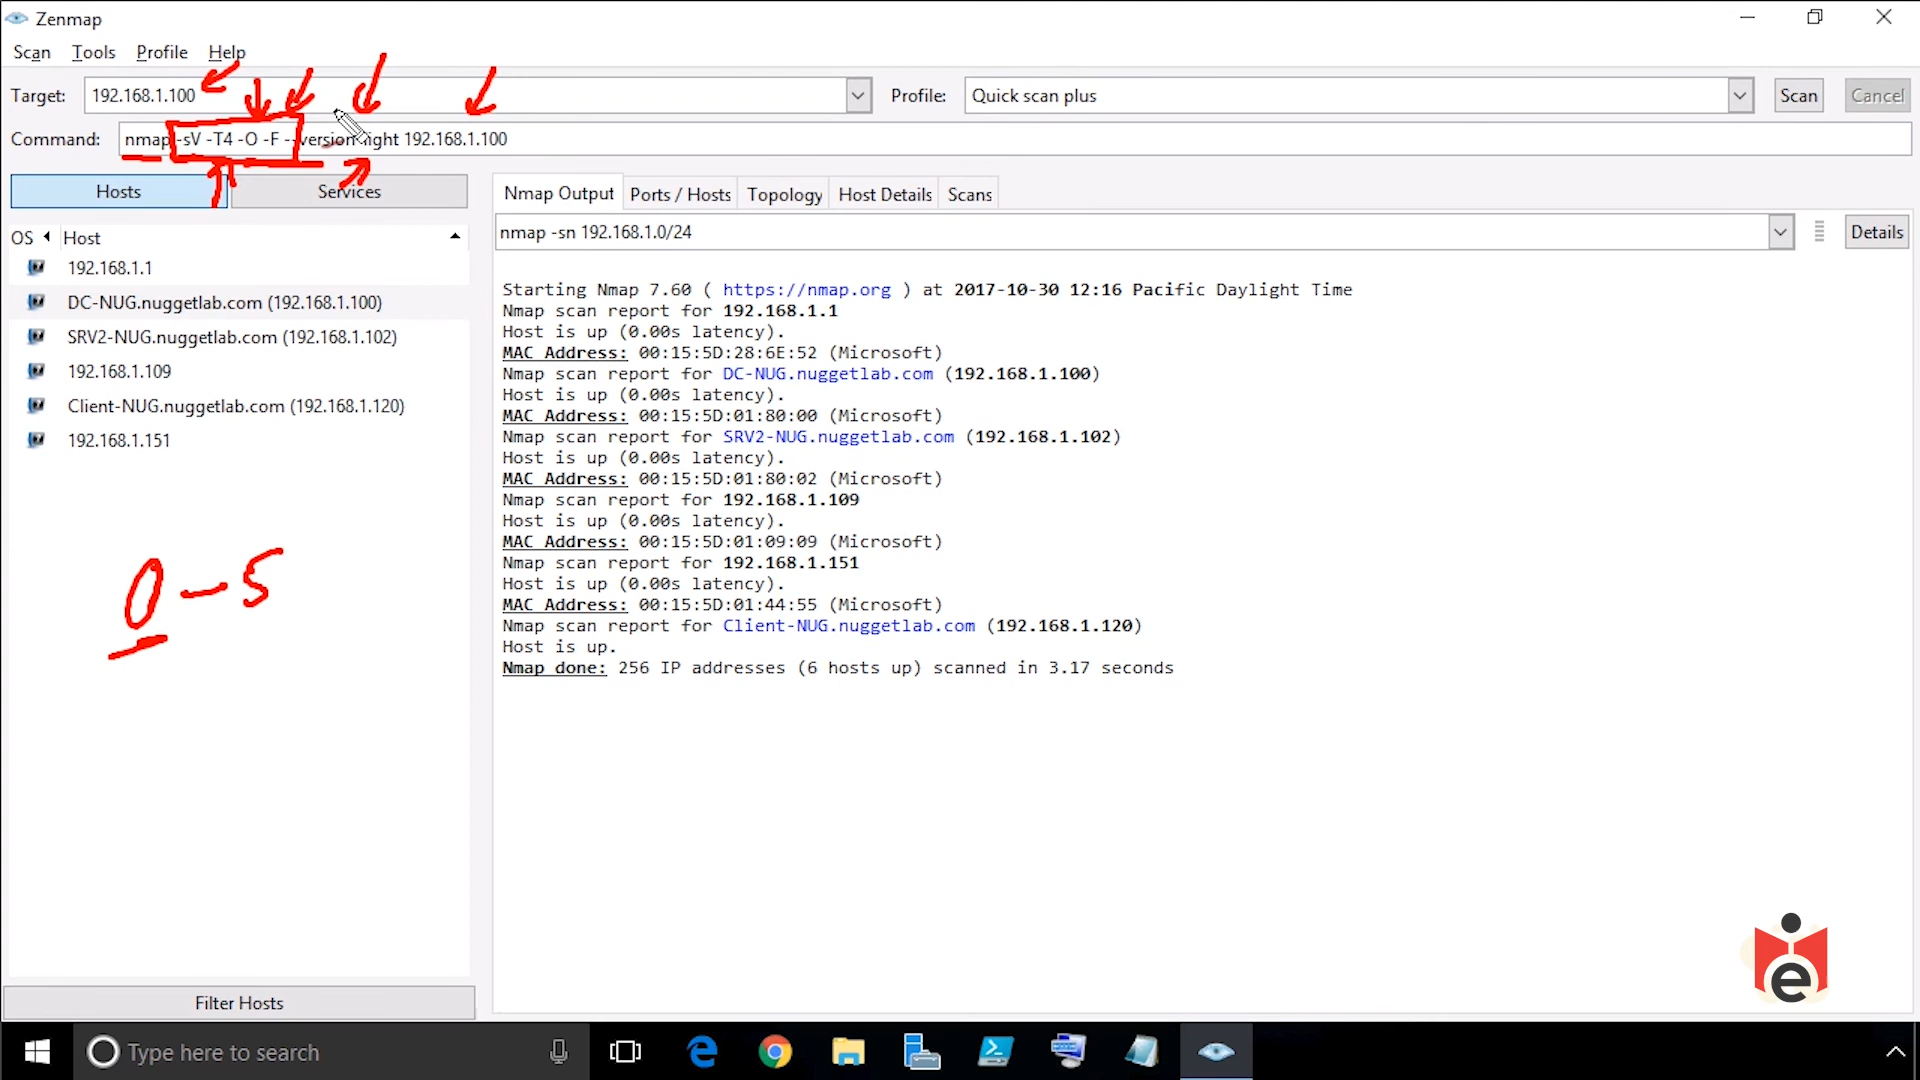 Zenmap
Scan Tools Profile Help
Target: 192.168.1.100 Profile: Quick scan plus Scan Cancel
Command: nmap -sV -T4 -O -F --version-light 192.168.1.100
Hosts Services
Nmap Output Ports / Hosts Topology Host Details Scans
OS Host
nmap -sn 192.168.1.0/24 Details
192.168.1.1
DC-NUG.nuggetlab.com (192.168.1.100)
SRV2-NUG.nuggetlab.com (192.168.1.102)
192.168.1.109
Client-NUG.nuggetlab.com (192.168.1.120)
192.168.1.151
0-5
Filter Hosts
Starting Nmap 7.60 ( https://nmap.org ) at 2017-10-30 12:16 Pacific Daylight Time
Nmap scan report for 192.168.1.1
Host is up (0.00s latency).
MAC Address: 00:15:5D:28:6E:52 (Microsoft)
Nmap scan report for DC-NUG.nuggetlab.com (192.168.1.100)
Host is up (0.00s latency).
MAC Address: 00:15:5D:01:80:00 (Microsoft)
Nmap scan report for SRV2-NUG.nuggetlab.com (192.168.1.102)
Host is up (0.00s latency).
MAC Address: 00:15:5D:01:80:02 (Microsoft)
Nmap scan report for 192.168.1.109
Host is up (0.00s latency).
MAC Address: 00:15:5D:01:09:09 (Microsoft)
Nmap scan report for 192.168.1.151
Host is up (0.00s latency).
MAC Address: 00:15:5D:01:44:55 (Microsoft)
Nmap scan report for Client-NUG.nuggetlab.com (192.168.1.120)
Host is up.
Nmap done: 256 IP addresses (6 hosts up) scanned in 3.17 seconds
e
Type here to search